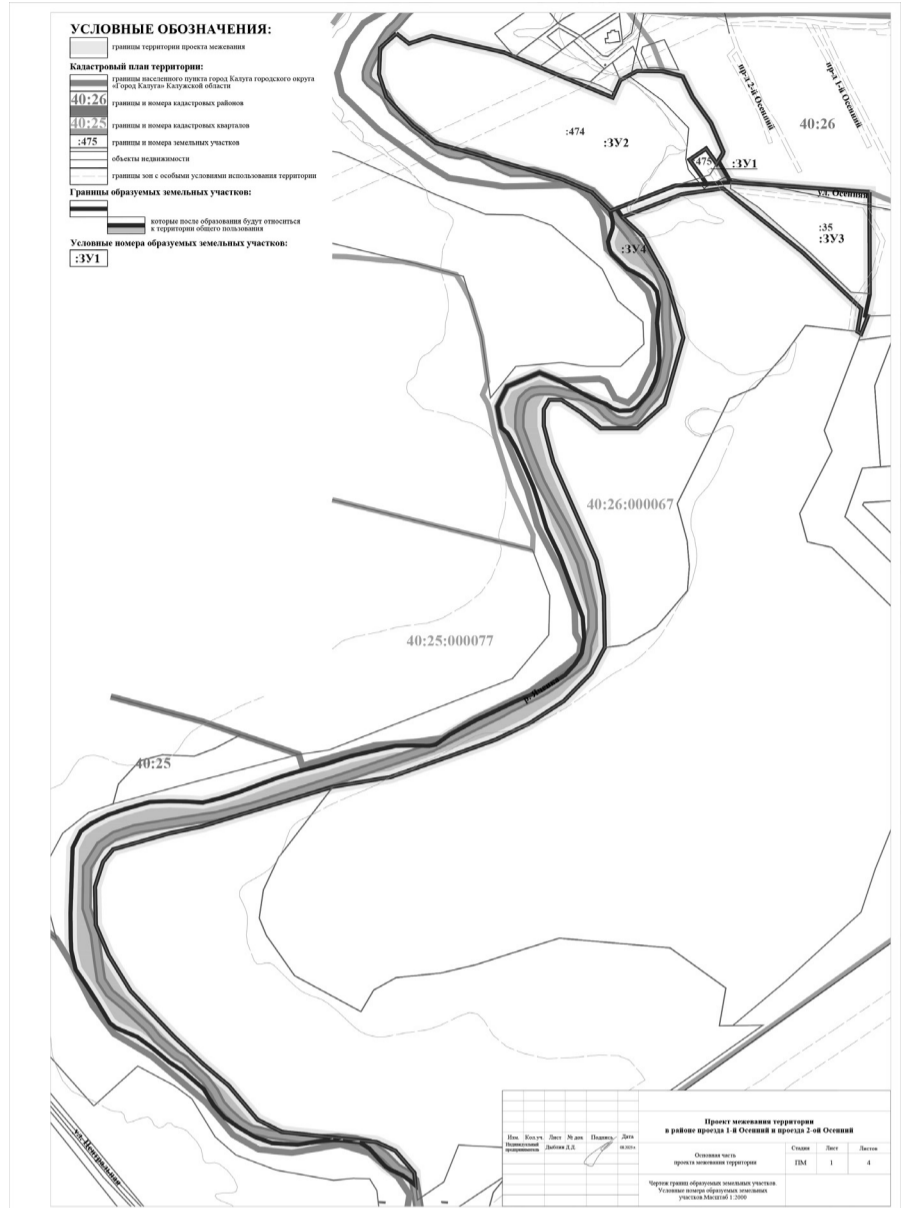 УСЛОВНЫЕ ОБОЗНАЧЕНИЯ:
границы территории проекта межевания
Кадастровый план территории:
границы населенного пункта город Калуга городского округа
«Город Калуга» Калужской области
40:26 границы и номера кадастровых районов
40:25 границы и номера кадастровых кварталов
:475 границы и номера земельных участков
объекты недвижимости
границы зон с особыми условиями использования территории
Границы образуемых земельных участков:
которые после образования будут относиться
к территории общего пользования
Условные номера образуемых земельных участков:
:ЗУ1
пр-д 2-й Осенний
пр-д 1-й Осенний
40:26
:474
:ЗУ2
475
:ЗУ1
ул. Осенняя
:35
:ЗУ3
:ЗУ4
40:26:000067
40:25:000077
40:25
ул. Центральная
Проект межевания территории
в районе проезда 1-й Осенний и проезда 2-ой Осенний
Изм. Кол.уч. Лист № док Подпись Дата
Индивидуальный
предприниматель
Основная часть
проекта межевания территории
Стадия Лист Листов
ПМ 1 4
Чертеж границ образуемых земельных участков.
Условные номера образуемых земельных
участков.Масштаб 1:2000